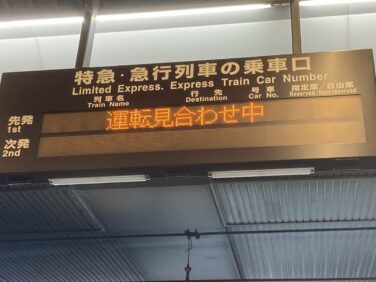 特急・急行列車の乗車口
Limited Express. Express Train Car Number
列車名 行先 号車 指定席/自由席
Train Name Destination Car No. Reserved/Non-reserved
先発 運転見合わせ中
1st
次発
2nd